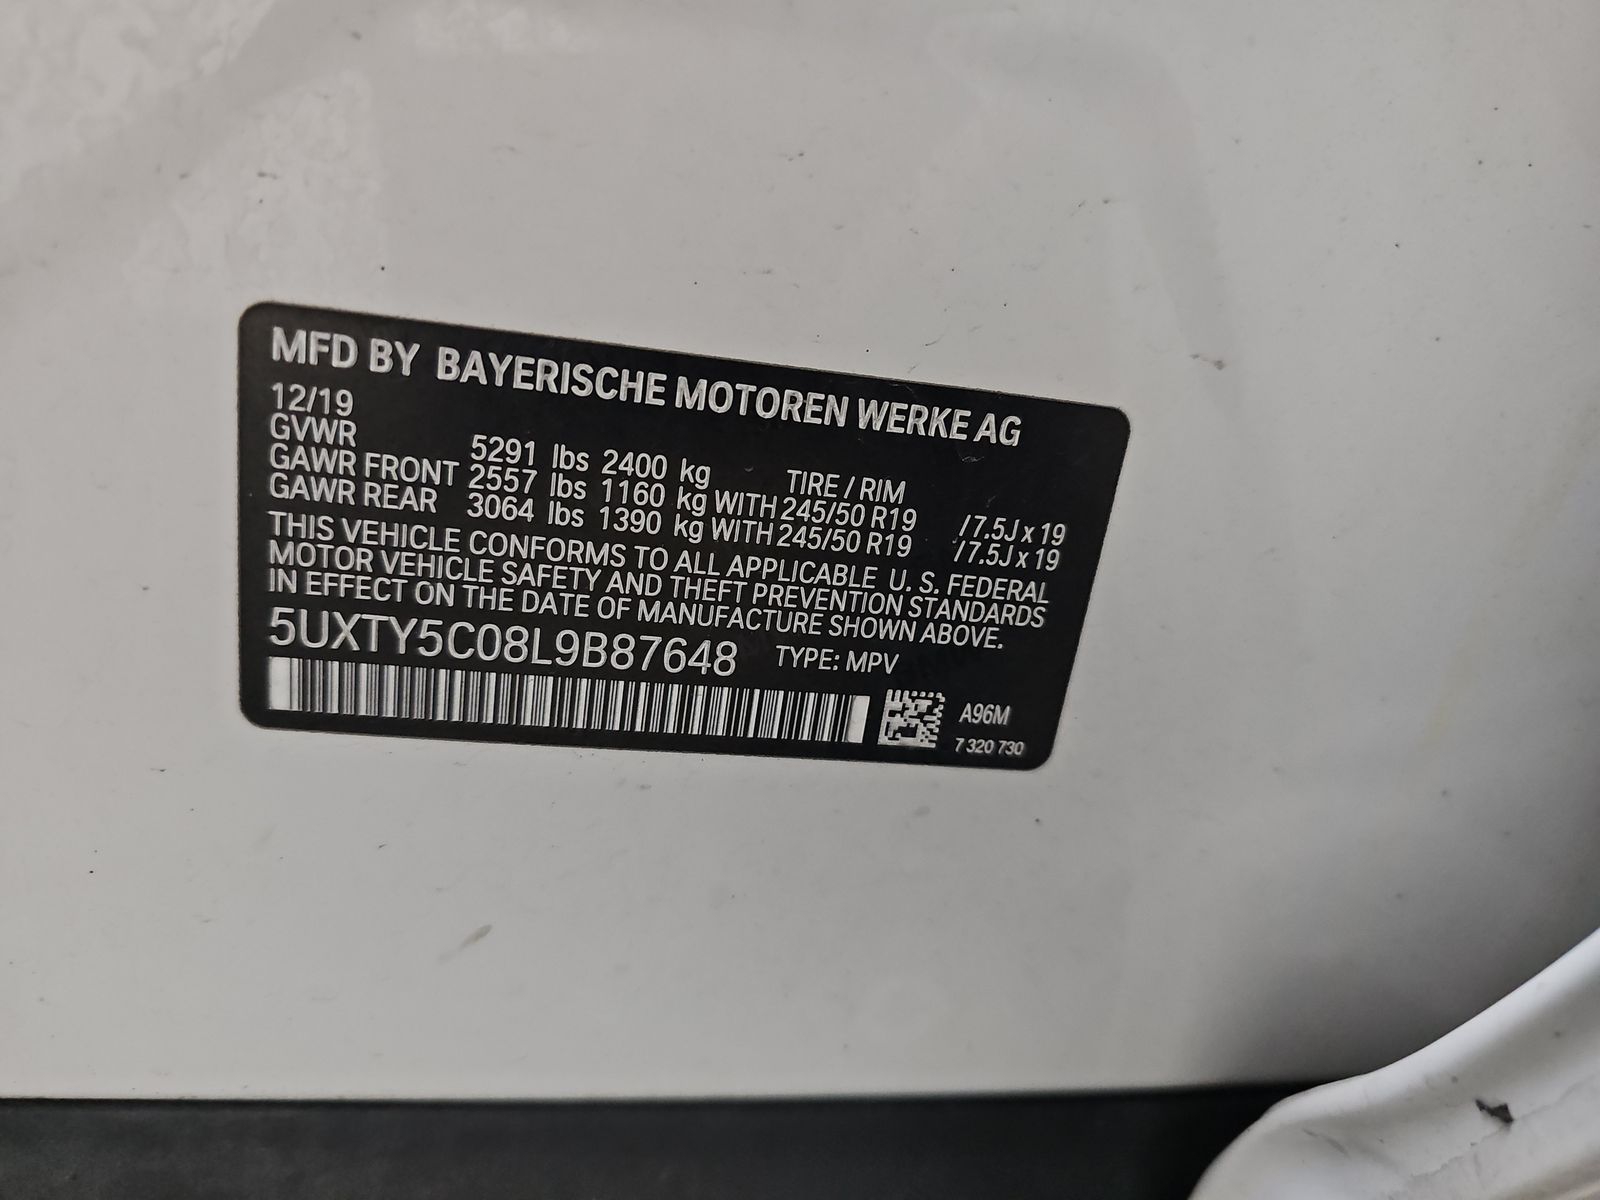 MFD BY BAYERISCHE MOTOREN WERKE AG
12/19
GVWR 5291 lbs 2400 kg TIRE / RIM
GAWR FRONT 2557 lbs 1160 kg WITH 245/50 R19 /7.5J x 19
GAWR REAR 3064 lbs 1390 kg WITH 245/50 R19 /7.5J x 19
THIS VEHICLE CONFORMS TO ALL APPLICABLE U. S. FEDERAL
MOTOR VEHICLE SAFETY AND THEFT PREVENTION STANDARDS
IN EFFECT ON THE DATE OF MANUFACTURE SHOWN ABOVE.
5UXTY5C08L9B87648 TYPE: MPV
A96M
7 320 730